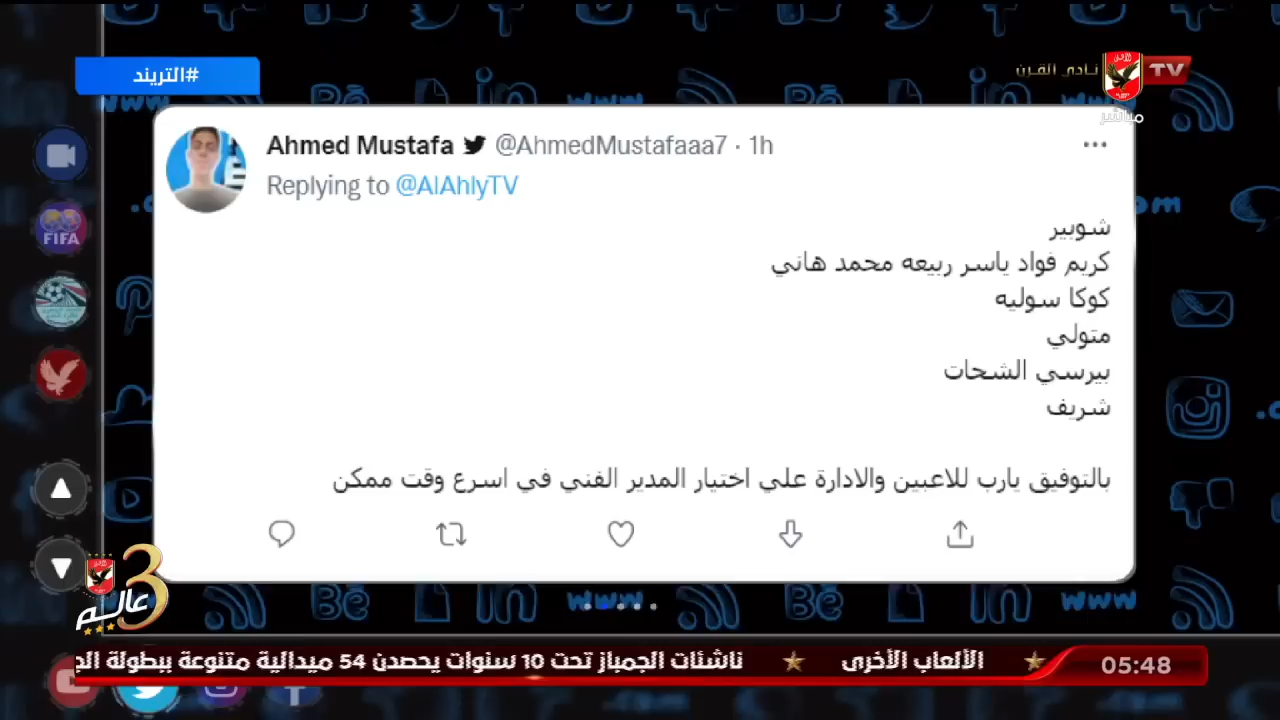 #التريند
نادي القرن
TV
مباشر
Ahmed Mustafa @AhmedMustafaaa7 · 1h
Replying to @AlAhlyTV
شوبير
كريم فواد ياسر ربيعه محمد هاني
كوكا سوليه
متولي
بيرسي الشحات
شريف
بالتوفيق يارب للاعبين والادارة علي اختيار المدير الفني في اسرع وقت ممكن
FIFA
3 عالم
05:48
الألعاب الأخرى ناشئات الجمباز تحت 10 سنوات يحصدن 54 ميدالية متنوعة ببطولة